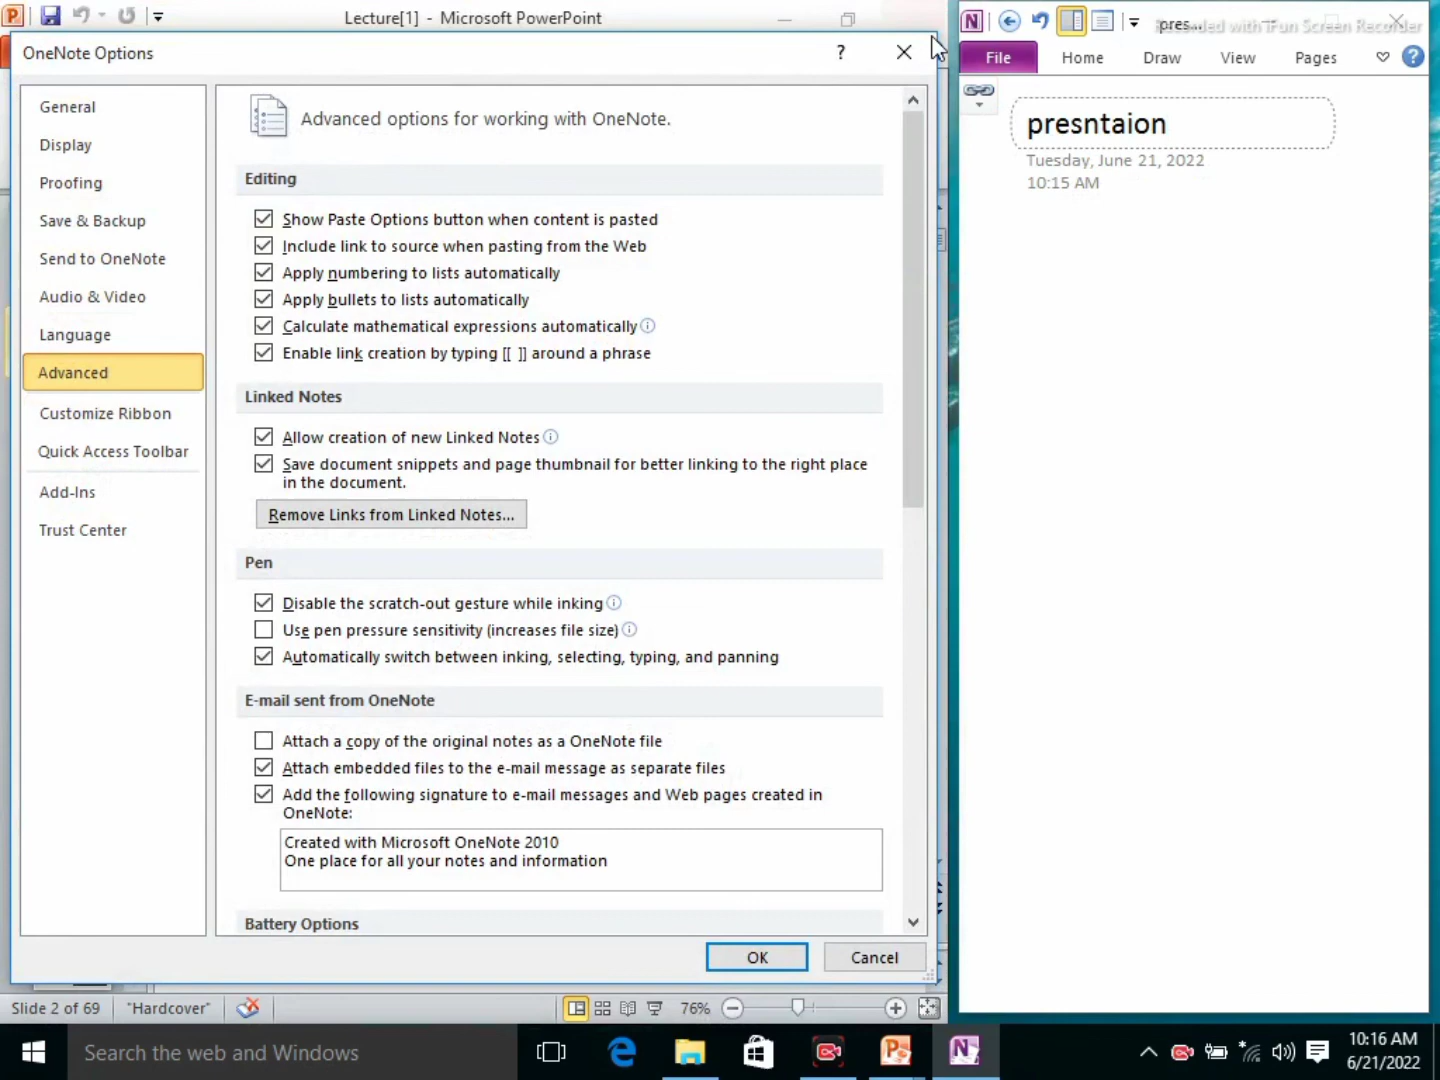 Lecture[1] - Microsoft PowerPoint
OneNote Options
?
General
Display
Proofing
Save & Backup
Send to OneNote
Audio & Video
Language
Advanced
Customize Ribbon
Quick Access Toolbar
Add-Ins
Trust Center
Advanced options for working with OneNote.
Editing
Show Paste Options button when content is pasted
Include link to source when pasting from the Web
Apply numbering to lists automatically
Apply bullets to lists automatically
Calculate mathematical expressions automatically
Enable link creation by typing [[ ]] around a phrase
Linked Notes
Allow creation of new Linked Notes
Save document snippets and page thumbnail for better linking to the right place
in the document.
Remove Links from Linked Notes...
Pen
Disable the scratch-out gesture while inking
Use pen pressure sensitivity (increases file size)
Automatically switch between inking, selecting, typing, and panning
E-mail sent from OneNote
Attach a copy of the original notes as a OneNote file
Attach embedded files to the e-mail message as separate files
Add the following signature to e-mail messages and Web pages created in
OneNote:
Created with Microsoft OneNote 2010
One place for all your notes and information
Battery Options
OK
Cancel
pres...
Recorded with iFun Screen Recorder
File
Home
Draw
View
Pages
?
presntaion
Tuesday, June 21, 2022
10:15 AM
Slide 2 of 69
"Hardcover"
76%
Search the web and Windows
10:16 AM
6/21/2022